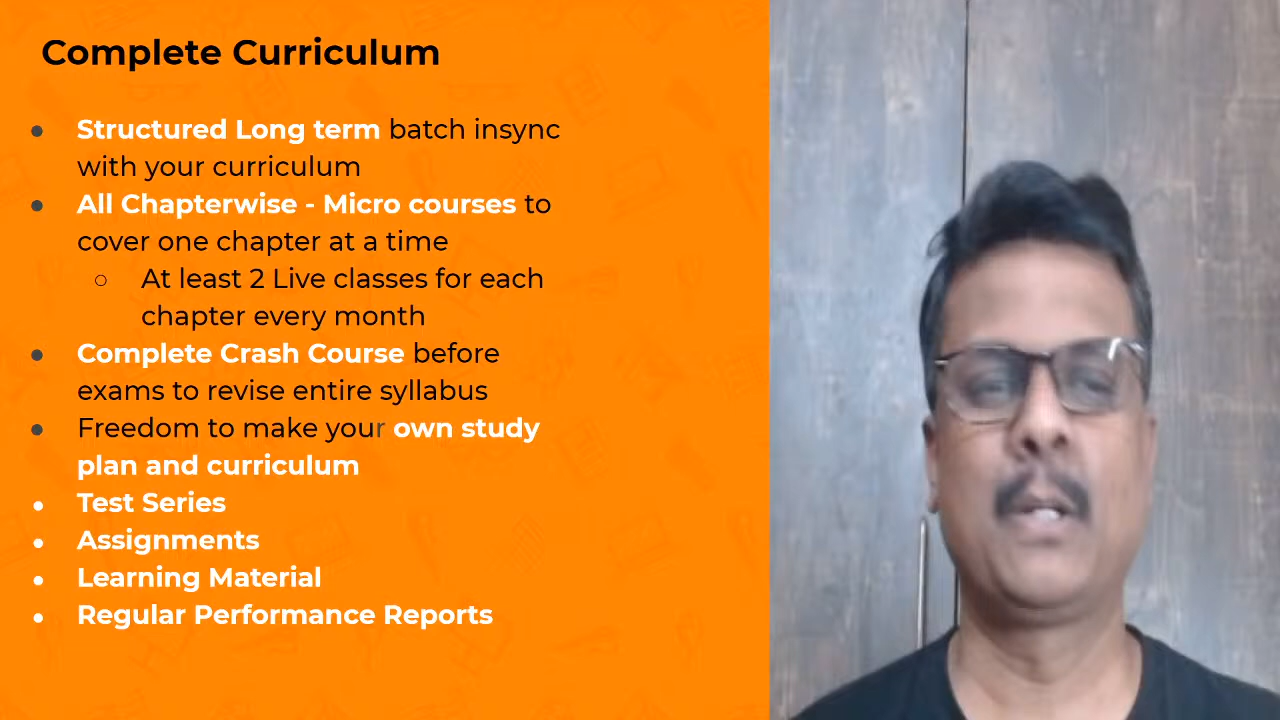 Complete Curriculum
● Structured Long term batch insync
with your curriculum
● All Chapterwise - Micro courses to
cover one chapter at a time
○ At least 2 Live classes for each
chapter every month
● Complete Crash Course before
exams to revise entire syllabus
● Freedom to make your own study
plan and curriculum
● Test Series
● Assignments
● Learning Material
● Regular Performance Reports